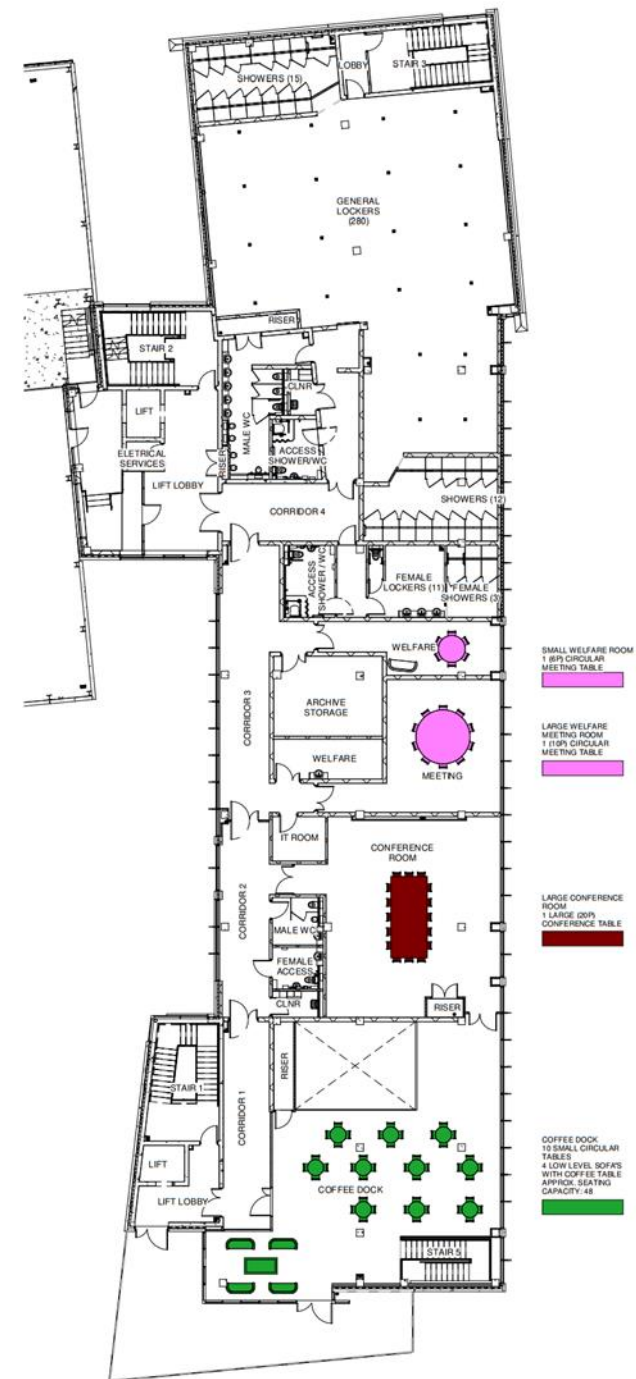 SHOWERS (15)
LOBBY
STAIR 3
GENERAL
LOCKERS
(280)
RISER
STAIR 2
LIFT
CLNR
MALE WC
ELETRICAL
SERVICES
ACCESS
SHOWER/WC
RISER
LIFT LOBBY
SHOWERS (12)
CORRIDOR 4
ACCESS
SHOWER / WC
FEMALE
LOCKERS (11)
FEMALE
SHOWERS (3)
WELFARE
SMALL WELFARE ROOM
1 (6P) CIRCULAR
MEETING TABLE
ARCHIVE
STORAGE
CORRIDOR 3
LARGE WELFARE
MEETING ROOM
1 (10P) CIRCULAR
MEETING TABLE
WELFARE
MEETING
IT ROOM
CONFERENCE
ROOM
CORRIDOR 2
LARGE CONFERENCE
ROOM
1 LARGE (20P)
CONFERENCE TABLE
MALE WC
FEMALE
ACCESS
CLNR
RISER
STAIR 1
RISER
CORRIDOR 1
LIFT
LIFT LOBBY
COFFEE DOCK
COFFEE DOCK
10 SMALL CIRCULAR
TABLES
4 LOW LEVEL SOFA'S
WITH COFFEE TABLE
APPROX. SEATING
CAPACITY: 48
STAIR 5